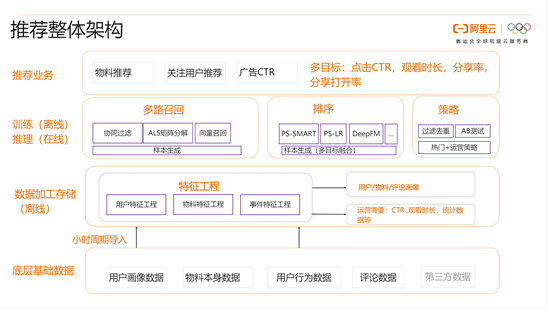 推荐整体架构
阿里云
奥运会全球指定云服务商
推荐业务
物料推荐
关注用户推荐
广告CTR
多目标：点击CTR，观看时长，分享率，
分享打开率
训练（离线）
推理（在线）
多路召回
协同过滤
ALS矩阵分解
向量召回
样本生成
排序
PS-SMART
PS-LR
DeepFM
...
样本生成（多目标融合）
策略
过滤去重
AB测试
热门+运营策略
数据加工存储
（离线）
特征工程
用户特征工程
物料特征工程
事件特征工程
用户/物料/评论画像
运营需要：CTR ,观看时长，统计数
据等
小时周期导入
底层基础数据
用户画像数据
物料本身数据
用户行为数据
评论数据
第三方数据